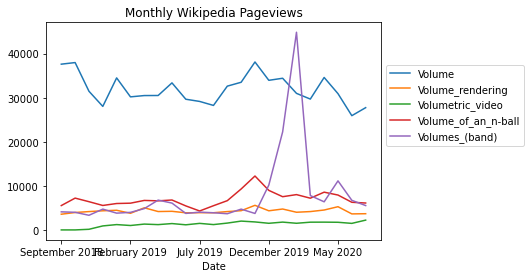 Monthly Wikipedia Pageviews
40000
30000
20000
10000
0
September 2018 February 2019 July 2019 December 2019 May 2020
Date
Volume
Volume_rendering
Volumetric_video
Volume_of_an_n-ball
Volumes_(band)